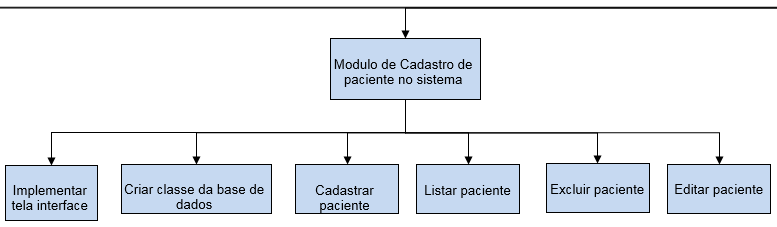 Modulo de Cadastro de
paciente no sistema
Implementar
tela interface
Criar classe da base de
dados
Cadastrar
paciente
Listar paciente
Excluir paciente
Editar paciente